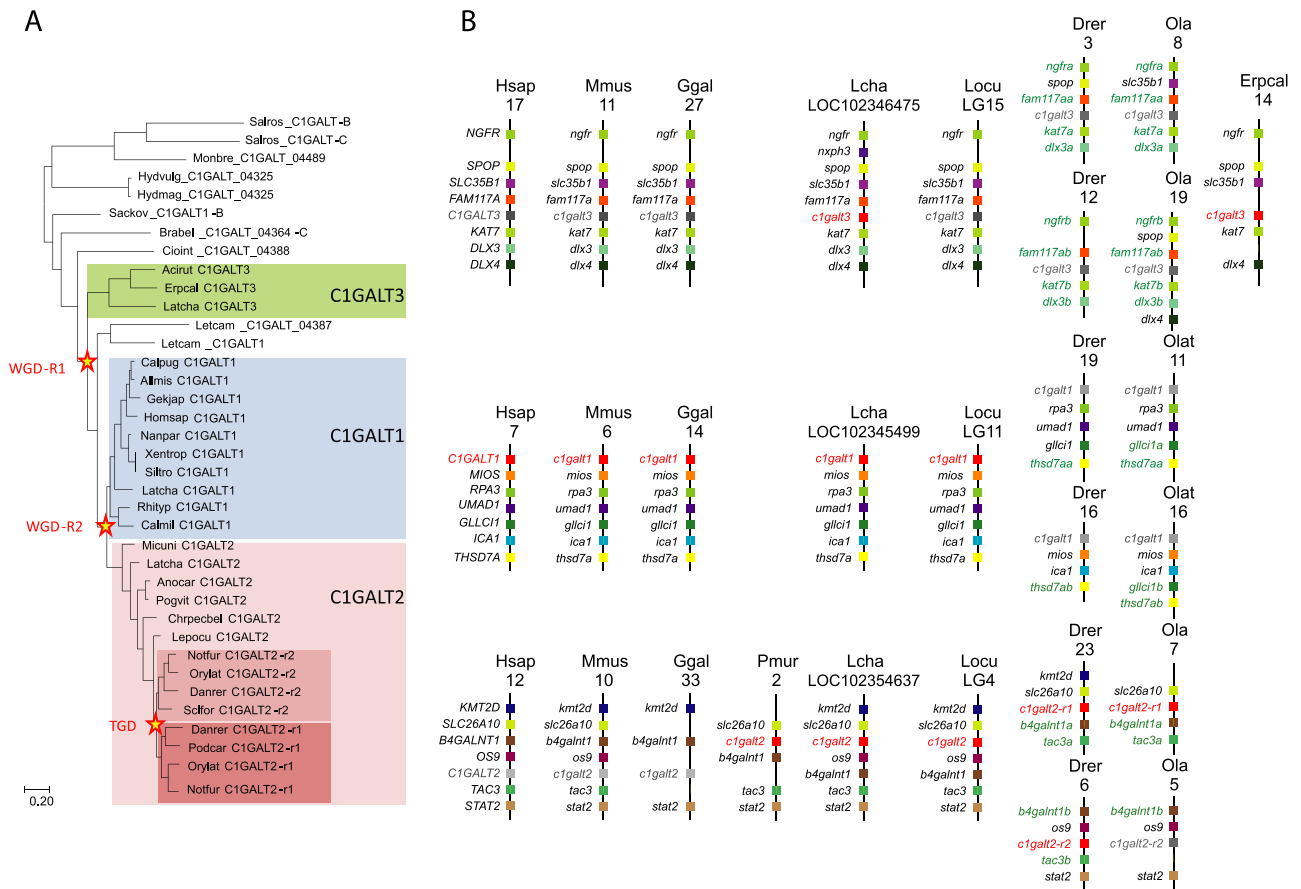 A
Salros _C1GALT -B
Salros_C1GALT-C
Monbre_C1GALT_04489
Hydvulg_C1GALT_04325
Hydmag_C1GALT_04325
Sackov_C1GALT1 -B
Brabel _C1GALT_04364 -C
Cioint _C1GALT_04388
Acirut C1GALT3
Erpcal C1GALT3
Latcha C1GALT3
C1GALT3
Letcam _C1GALT_04387
Letcam _C1GALT1
WGD-R1
Calpug C1GALT1
Allmis C1GALT1
Gekjap C1GALT1
Homsap C1GALT1
Nanpar C1GALT1
Xentrop C1GALT1
Siltro C1GALT1
Latcha C1GALT1
Rhityp C1GALT1
Calmil C1GALT1
C1GALT1
WGD-R2
Micuni C1GALT2
Latcha C1GALT2
Anocar C1GALT2
Pogvit C1GALT2
Chrpecbel C1GALT2
Lepocu C1GALT2
C1GALT2
Notfur C1GALT2-r2
Orylat C1GALT2-r2
Danrer C1GALT2-r2
Sclfor C1GALT2-r2
TGD
Danrer C1GALT2-r1
Podcar C1GALT2-r1
Orylat C1GALT2-r1
Notfur C1GALT2-r1
0.20
B
Hsap
17
NGFR
SPOP
SLC35B1
FAM117A
C1GALT3
KAT7
DLX3
DLX4
Mmus
11
ngfr
spop
slc35b1
fam117a
c1galt3
kat7
dlx3
dlx4
Ggal
27
ngfr
spop
slc35b1
fam117a
c1galt3
kat7
dlx3
dlx4
Lcha
LOC102346475
ngfr
nxph3
spop
slc35b1
fam117a
c1galt3
kat7
dlx3
dlx4
Locu
LG15
ngfr
spop
slc35b1
fam117a
c1galt3
kat7
dlx3
dlx4
Drer
3
ngfra
spop
fam117aa
c1galt3
kat7a
dlx3a
Ola
8
ngfra
slc35b1
fam117aa
c1galt3
kat7a
dlx3a
Drer
12
ngfrb
fam117ab
c1galt3
kat7b
dlx3b
Ola
19
ngfrb
spop
fam117ab
c1galt3
kat7b
dlx3b
dlx4
Erpcal
14
ngfr
spop
slc35b1
c1galt3
kat7
dlx4
Hsap
7
C1GALT1
MIOS
RPA3
UMAD1
GLLCI1
ICA1
THSD7A
Mmus
6
c1galt1
mios
rpa3
umad1
gllci1
ica1
thsd7a
Ggal
14
c1galt1
mios
rpa3
umad1
gllci1
ica1
thsd7a
Lcha
LOC102345499
c1galt1
mios
rpa3
umad1
gllci1
ica1
thsd7a
Locu
LG11
c1galt1
mios
rpa3
umad1
gllci1
ica1
thsd7a
Drer
19
c1galt1
rpa3
umad1
gllci1
thsd7aa
Olat
11
c1galt1
rpa3
umad1
gllci1a
thsd7aa
Drer
16
c1galt1
mios
ica1
thsd7ab
Olat
16
c1galt1
mios
ica1
gllci1b
thsd7ab
Hsap
12
KMT2D
SLC26A10
B4GALNT1
OS9
C1GALT2
TAC3
STAT2
Mmus
10
kmt2d
slc26a10
b4galnt1
os9
c1galt2
tac3
stat2
Ggal
33
kmt2d
b4galnt1
c1galt2
stat2
Pmur
2
slc26a10
c1galt2
b4galnt1
tac3
stat2
Lcha
LOC102354637
kmt2d
slc26a10
c1galt2
os9
b4galnt1
tac3
stat2
Locu
LG4
kmt2d
slc26a10
c1galt2
os9
b4galnt1
tac3
stat2
Drer
23
kmt2d
slc26a10
c1galt2-r1
b4galnt1a
tac3a
Ola
7
slc26a10
c1galt2-r1
b4galnt1a
tac3a
Drer
6
b4galnt1b
os9
c1galt2-r2
tac3b
stat2
Ola
5
b4galnt1b
os9
c1galt2-r2
stat2